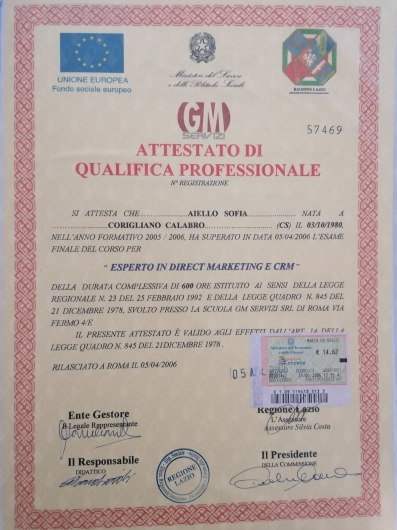 UNIONE EUROPEA
Fondo sociale europeo
Ministero del Lavoro
e delle Politiche Sociali
REGIONE LAZIO
GM
SERVIZI
57469
ATTESTATO DI
QUALIFICA PROFESSIONALE
N° REGISTRAZIONE
SI ATTESTA CHE AIELLO SOFIA NATA A
CORIGLIANO CALABRO (CS) IL 03/10/1980,
NELL'ANNO FORMATIVO 2005 / 2006, HA SUPERATO IN DATA 05/04/2006 L'ESAME
FINALE DEL CORSO PER
" ESPERTO IN DIRECT MARKETING E CRM"
DELLA DURATA COMPLESSIVA DI 600 ORE ISTITUITO AI SENSI DELLA LEGGE
REGIONALE N. 23 DEL 25 FEBBRAIO 1992 E DELLA LEGGE QUADRO N. 845 DEL
21 DICEMBRE 1978, SVOLTO PRESSO LA SCUOLA GM SERVIZI SRL DI ROMA VIA
FERMO 4/E
IL PRESENTE ATTESTATO È VALIDO AGLI EFFETTI DELL'ART. 14 DELLA
LEGGE QUADRO N. 845 DEL 21DICEMBRE 1978 .
RILASCIATO A ROMA IL 05/04/2006
MARCA DA BOLLO
€ 14,62
Ente Gestore
Il Legale Rappresentante
Regione Lazio
L'Assessore
Assessore Silvia Costa
Il Responsabile
DIDATTICO
REGIONE
LAZIO
Il Presidente
DELLA COMMISSIONE